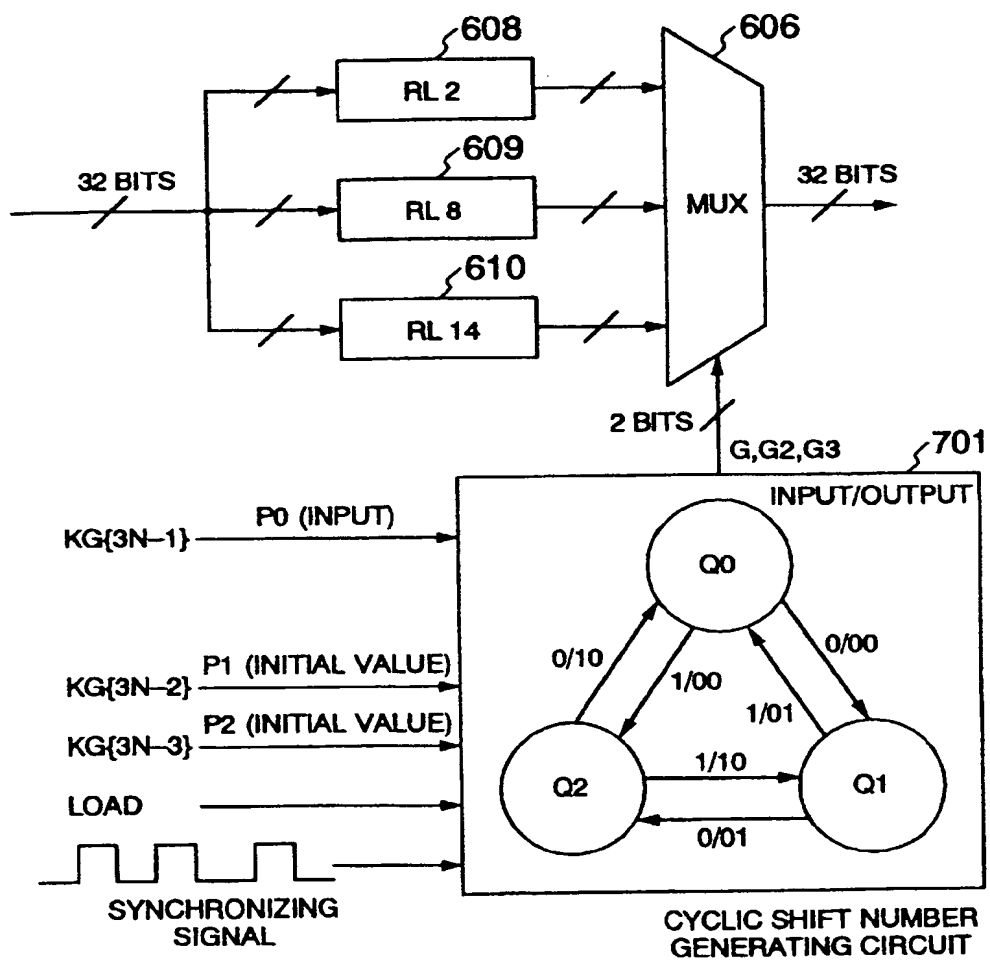 608
606
RL 2
609
32 BITS
RL 8
MUX
32 BITS
610
RL 14
2 BITS
G,G2,G3
701
INPUT/OUTPUT
KG{3N–1}
P0 (INPUT)
Q0
0/10
1/00
0/00
1/01
KG{3N–2}
P1 (INITIAL VALUE)
KG{3N–3}
P2 (INITIAL VALUE)
Q2
1/10
Q1
0/01
LOAD
SYNCHRONIZING
SIGNAL
CYCLIC SHIFT NUMBER
GENERATING CIRCUIT